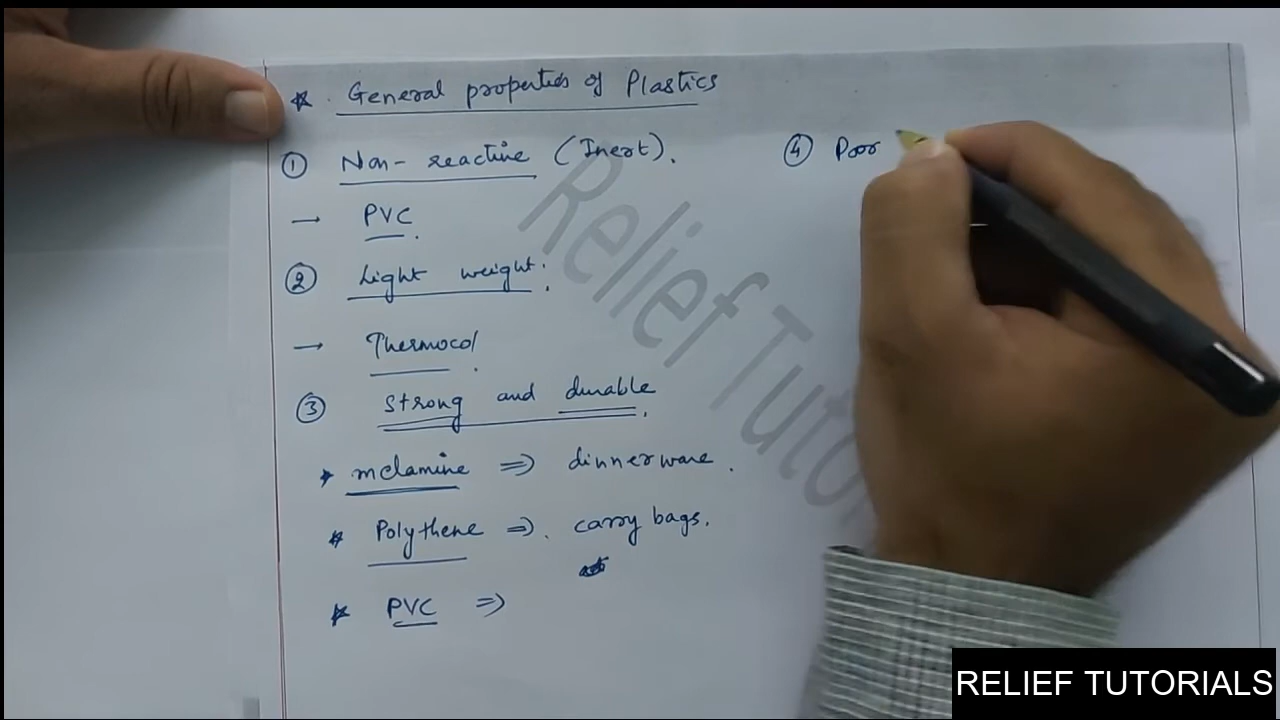 * General properties of Plastics
① Non-reactive (Inert).
→ PVC.
② Light weight.
→ Thermocol.
③ strong and durable.
* melamine ⇒ dinnerware.
* Polythene ⇒ carry bags.
* PVC ⇒
④ Poor
Relief Tuto
RELIEF TUTORIALS